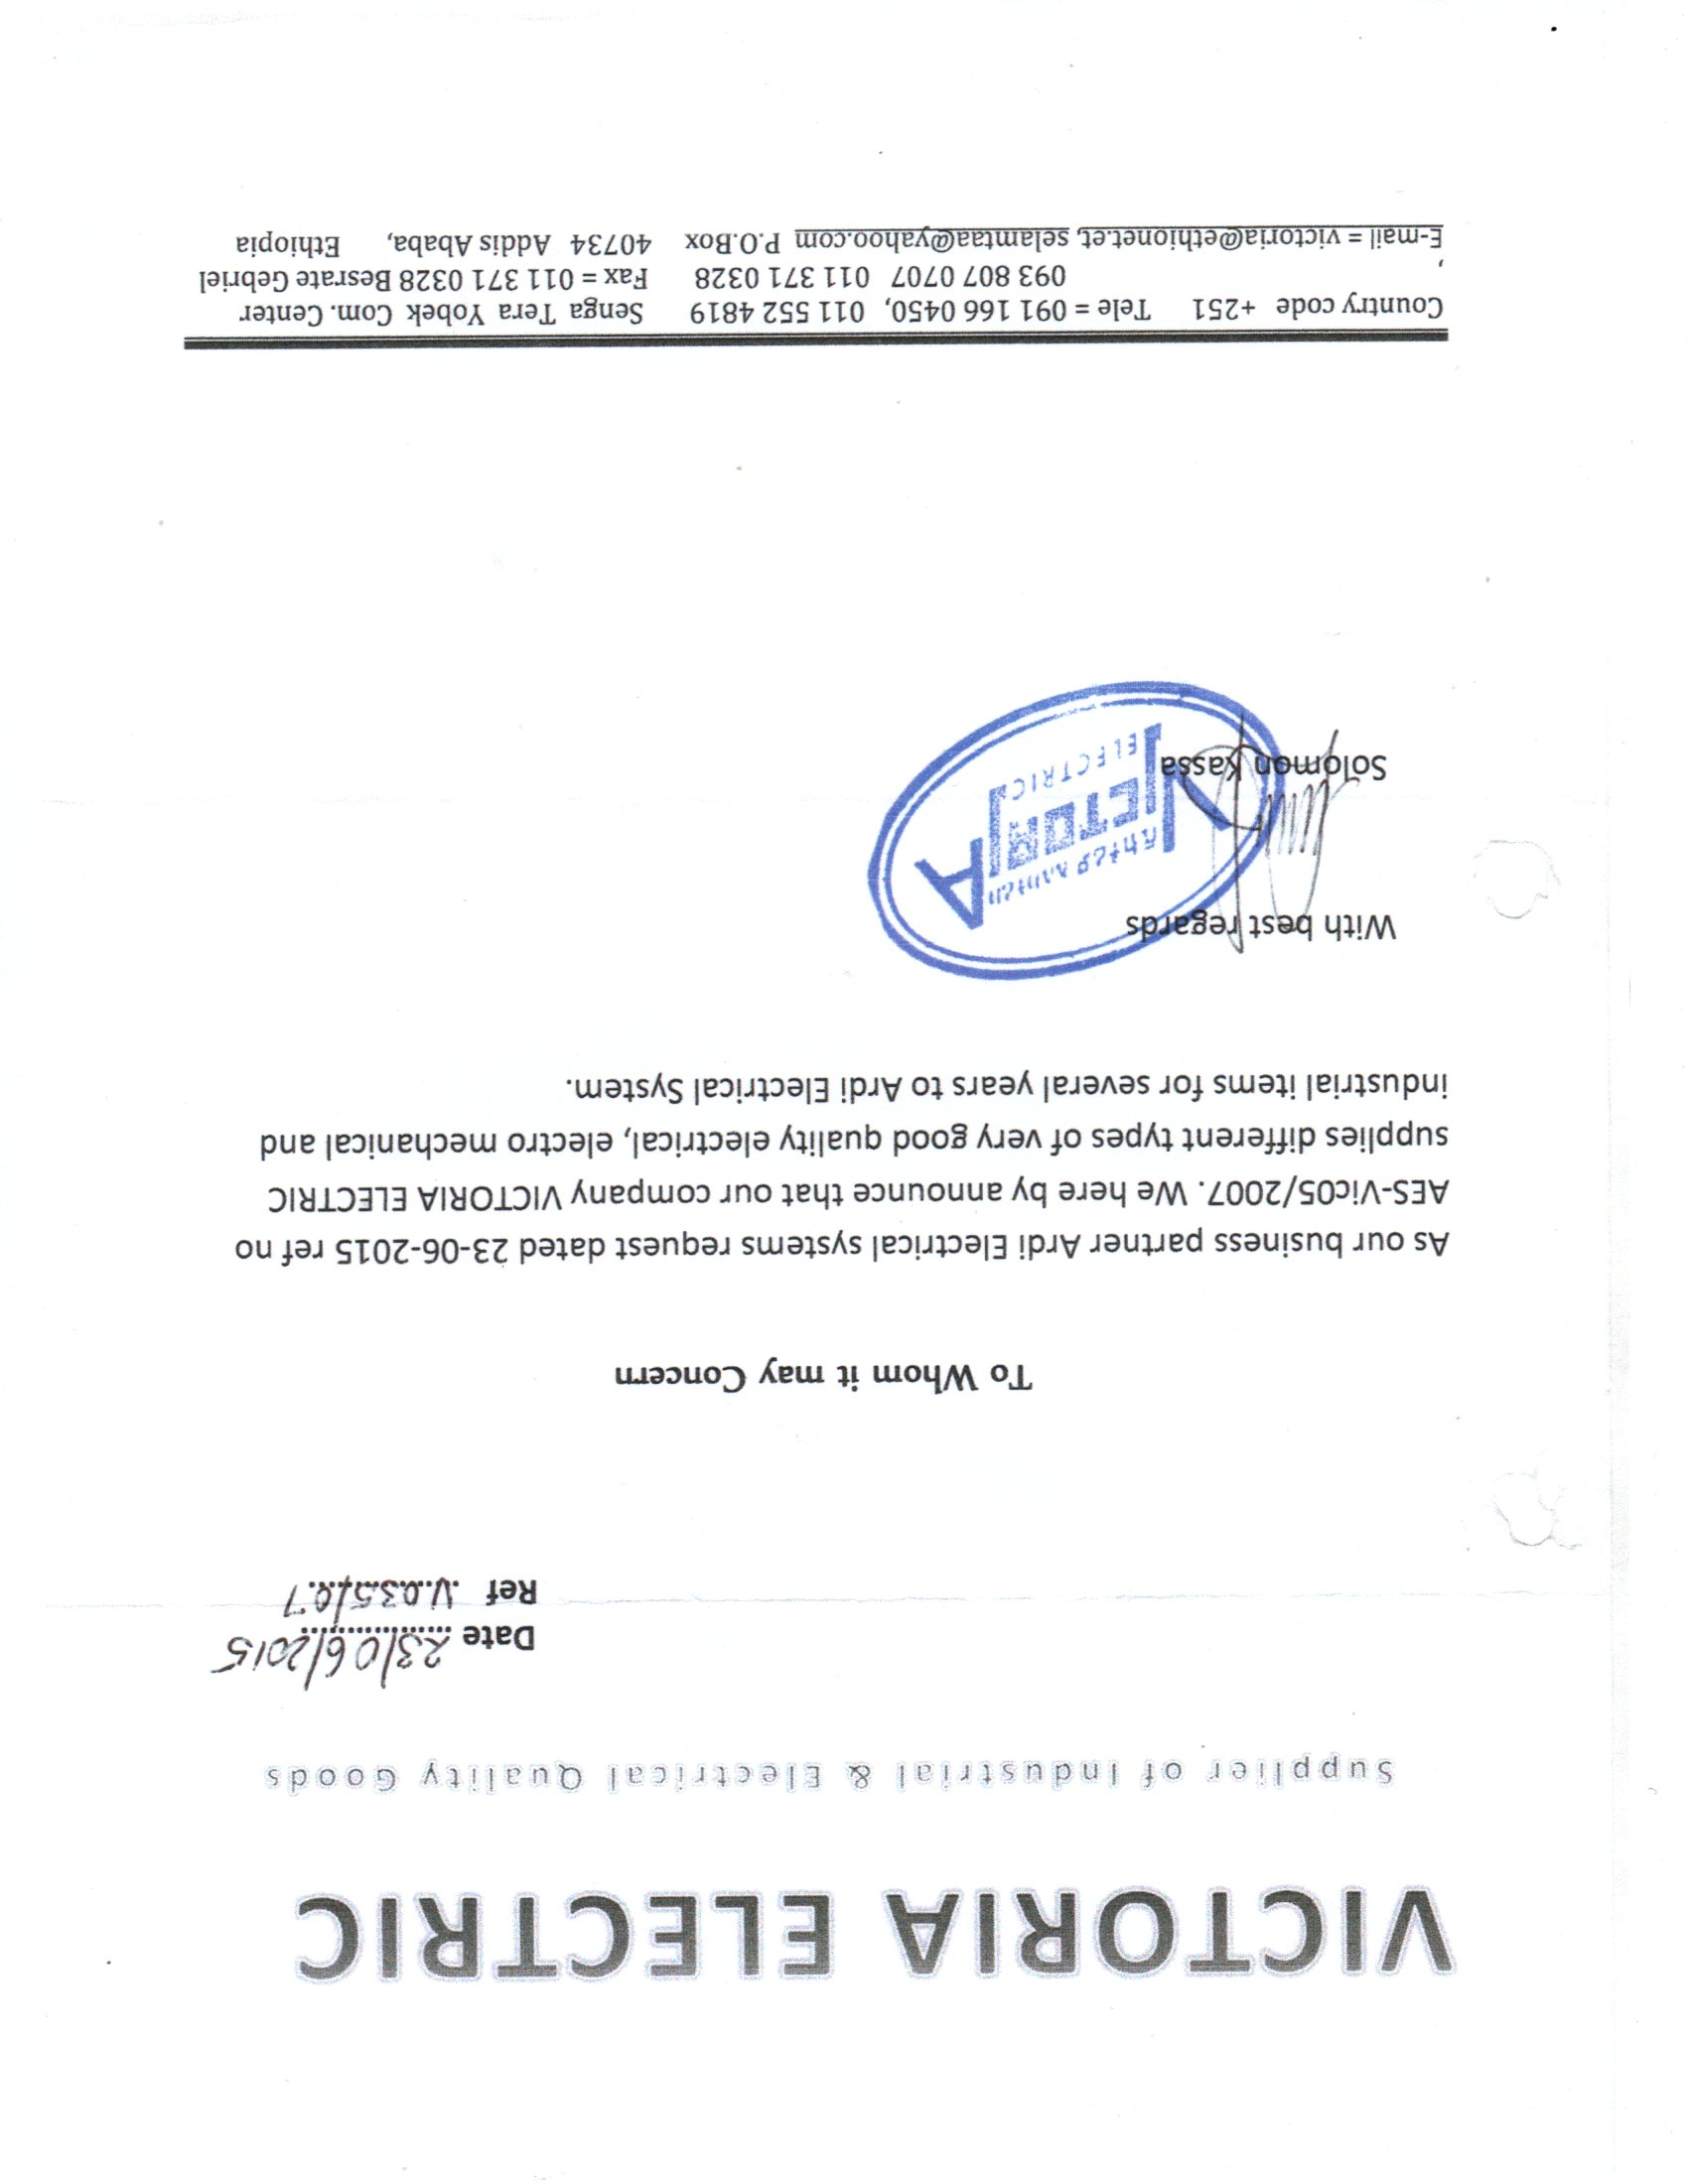 VICTORIA ELECTRIC
Supplier of Industrial & Electrical Quality Goods
Date 23/06/2015
Ref V.035/07
To Whom it may Concern
As our business partner Ardi Electrical systems request dated 23-06-2015 ref no
AES-Vic05/2007. We here by announce that our company VICTORIA ELECTRIC
supplies different types of very good quality electrical, electro mechanical and
industrial items for several years to Ardi Electrical System.
With best regards
VICTORIA
ELECTRIC
Solomon Kassa
Country code +251 Tele = 091 166 0450, 011 552 4819 Senga Tera Yobek Com. Center
, 093 807 0707 011 371 0328 Fax = 011 371 0328 Besrate Gebriel
E-mail = victoria@ethionet.et, selamtaa@yahoo.com P.O.Box 40734 Addis Ababa, Ethiopia